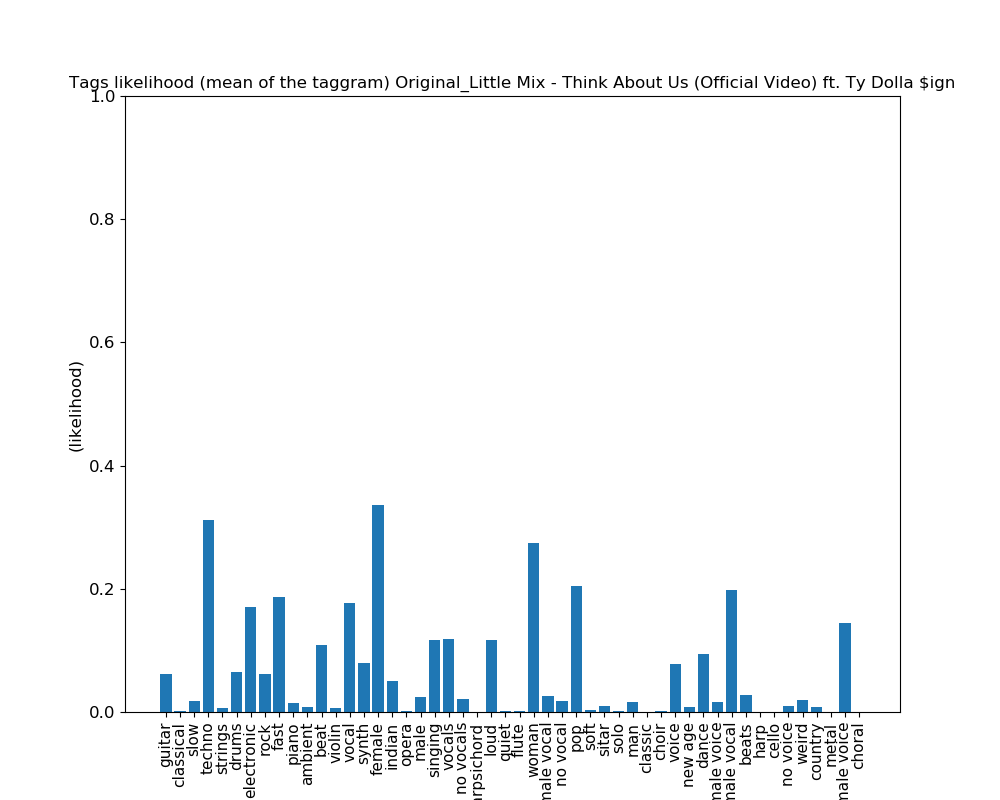 Tags likelihood (mean of the taggram) Original_Little Mix - Think About Us (Official Video) ft. Ty Dolla $ign
1.0
0.8
0.6
0.4
0.2
0.0
(likelihood)
guitar
classical
slow
techno
strings
drums
electronic
rock
fast
piano
ambient
beat
violin
vocal
synth
female
indian
opera
male
singing
vocals
no vocals
arpsichord
loud
quiet
flute
woman
male vocal
no vocal
pop
soft
sitar
solo
man
classic
choir
voice
new age
dance
male voice
male vocal
beats
harp
cello
no voice
weird
country
metal
male voice
choral